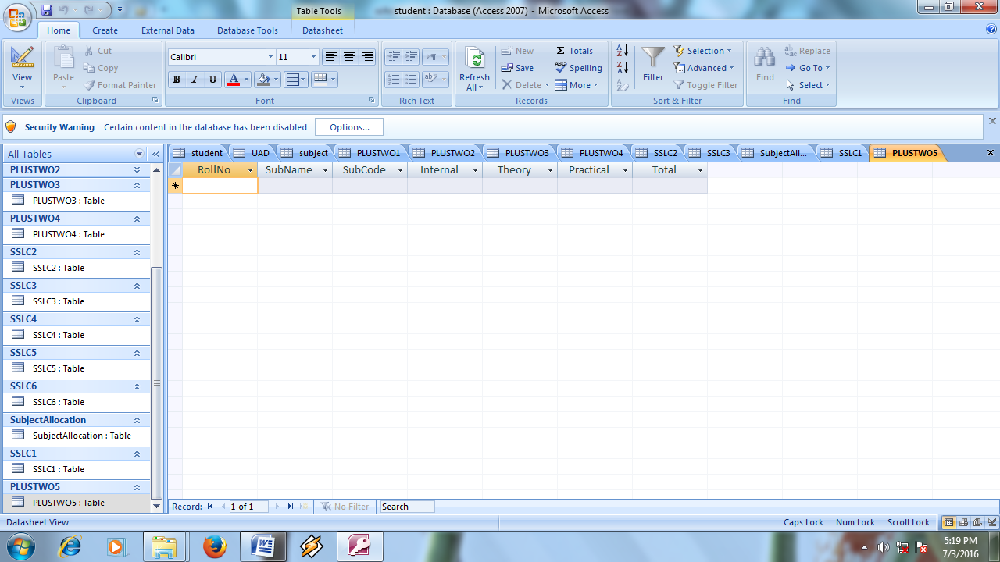 Table Tools
student : Database (Access 2007) - Microsoft Access
Home Create External Data Database Tools Datasheet
View
Views
Paste
Cut
Copy
Format Painter
Clipboard
Calibri 11
B I U A
Font
Rich Text
Refresh
All
New
Save
Delete
Σ Totals
ABC Spelling
More
Records
Filter
Selection
Advanced
Toggle Filter
Sort & Filter
Find
Replace
Go To
Select
Find
Security Warning Certain content in the database has been disabled Options...
All Tables
student UAD subject PLUSTWO1 PLUSTWO2 PLUSTWO3 PLUSTWO4 SSLC2 SSLC3 SubjectAll... SSLC1 PLUSTWO5
PLUSTWO2
PLUSTWO3
PLUSTWO3 : Table
PLUSTWO4
PLUSTWO4 : Table
SSLC2
SSLC2 : Table
SSLC3
SSLC3 : Table
SSLC4
SSLC4 : Table
SSLC5
SSLC5 : Table
SSLC6
SSLC6 : Table
SubjectAllocation
SubjectAllocation : Table
SSLC1
SSLC1 : Table
PLUSTWO5
PLUSTWO5 : Table
RollNo SubName SubCode Internal Theory Practical Total
Record: 1 of 1 No Filter Search
Datasheet View Caps Lock Num Lock Scroll Lock
5:19 PM
7/3/2016